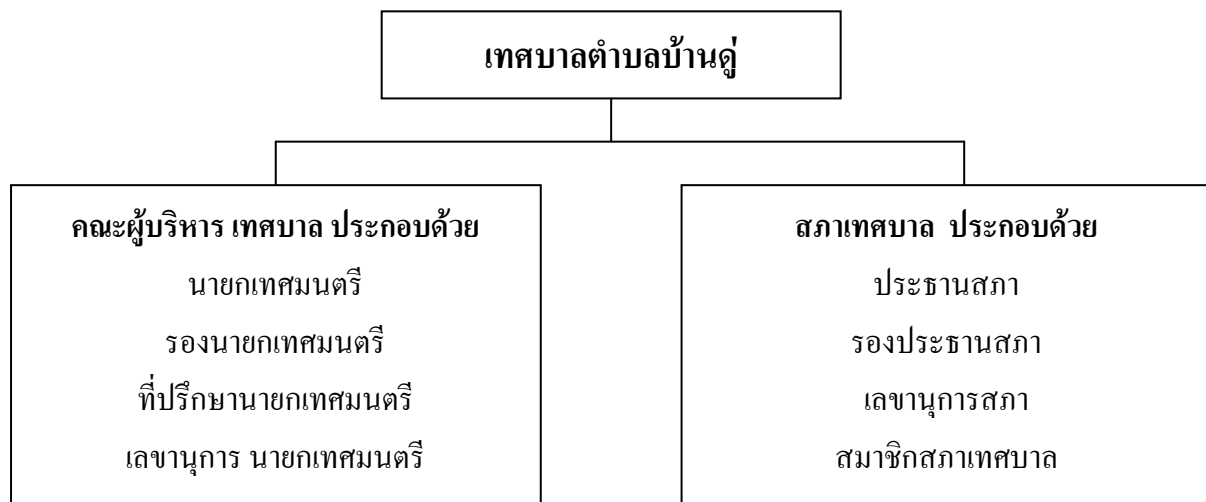 เทศบาลตำบลบ้านดู่
คณะผู้บริหาร เทศบาล ประกอบด้วย
นายกเทศมนตรี
รองนายกเทศมนตรี
ที่ปรึกษานายกเทศมนตรี
เลขานุการ นายกเทศมนตรี
สภาเทศบาล ประกอบด้วย
ประธานสภา
รองประธานสภา
เลขานุการสภา
สมาชิกสภาเทศบาล